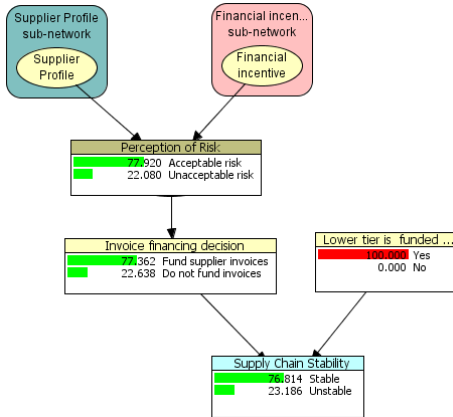 Supplier Profile
sub-network
Supplier
Profile
Financial incen...
sub-network
Financial
incentive
Perception of Risk
77.920 Acceptable risk
22.080 Unacceptable risk
Invoice financing decision
77.362 Fund supplier invoices
22.638 Do not fund invoices
Lower tier is funded ...
100.000 Yes
0.000 No
Supply Chain Stability
76.814 Stable
23.186 Unstable